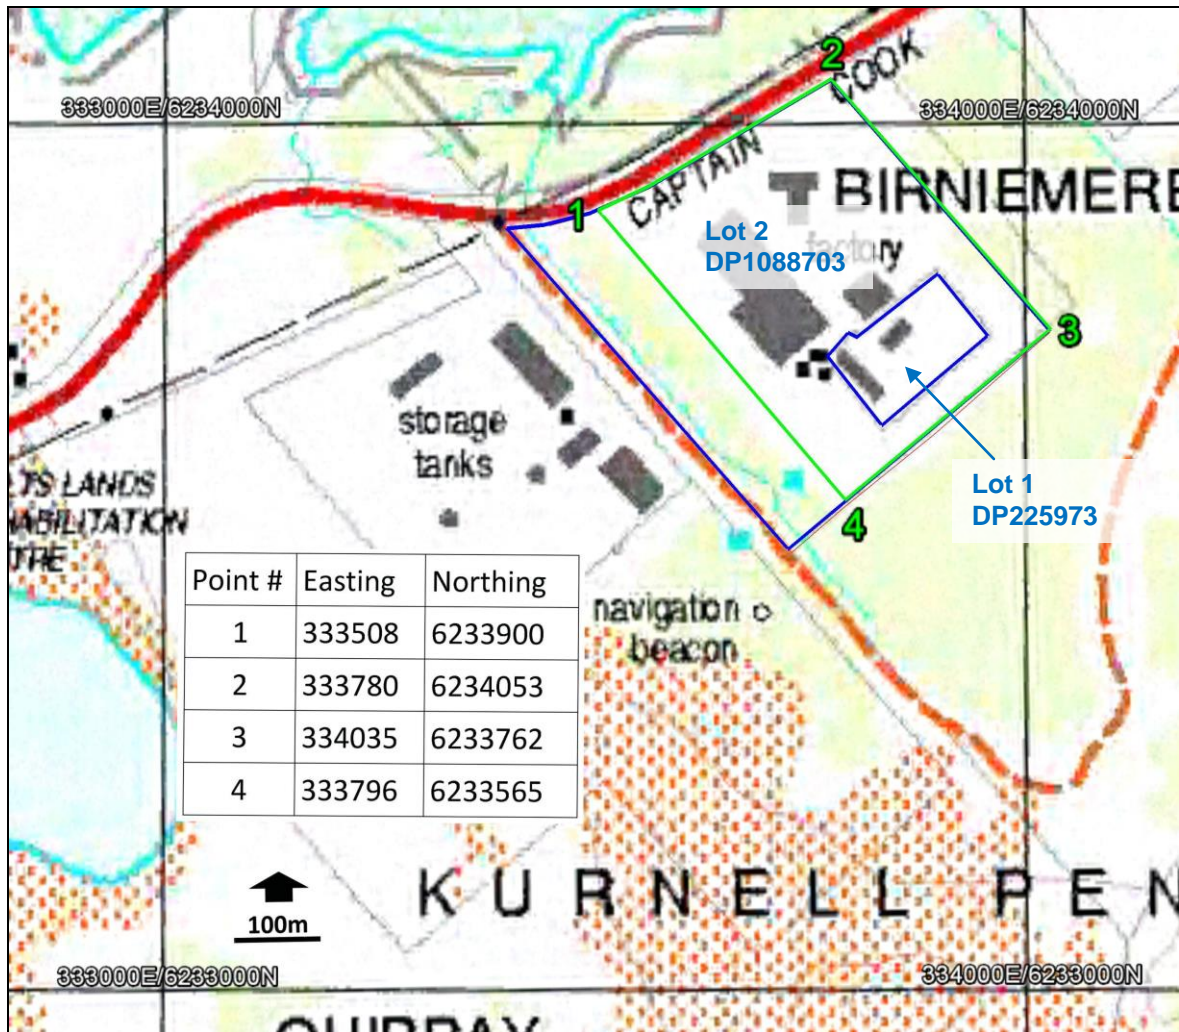 2
COOK
333000E/6234000N
334000E/6234000N
CAPTAIN
BIRNIEMERE
1
Lot 2
DP1088703
factory
3
storage
tanks
Lot 1
DP225973
LANDS
4
Point # Easting Northing
1 333508 6233900
2 333780 6234053
3 334035 6233762
4 333796 6233565
navigation
beacon
KURNELL PEN
100m
333000E/6233000N
334000E/6233000N